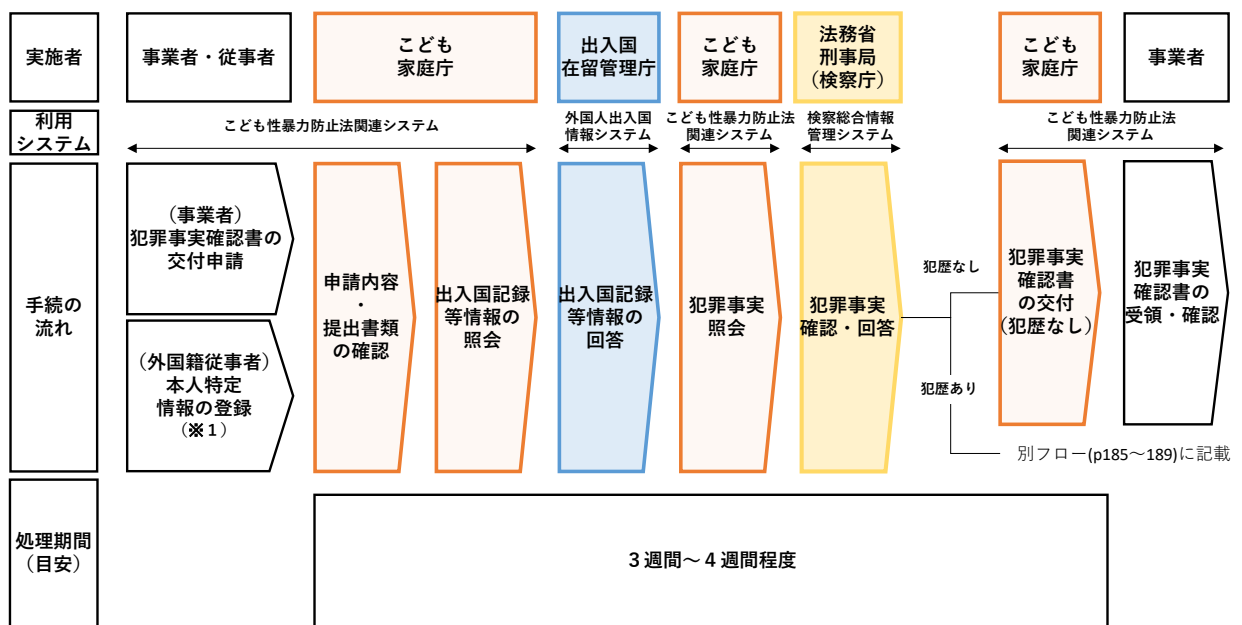 実施者
事業者・従事者
こども
家庭庁
出入国
在留管理庁
こども
家庭庁
法務省
刑事局
（検察庁）
こども
家庭庁
事業者
利用
システム
こども性暴力防止法関連システム
外国人出入国
情報システム
こども性暴力防止法
関連システム
検察総合情報
管理システム
こども性暴力防止法
関連システム
手続の
流れ
（事業者）
犯罪事実確認書の
交付申請
（外国籍従事者）
本人特定
情報の登録
（※１）
申請内容
・
提出書類
の確認
出入国記録
等情報の
照会
出入国記録
等情報の
回答
犯罪事実
照会
犯罪事実
確認・回答
犯歴なし
犯歴あり
犯罪事実
確認書
の交付
（犯歴なし）
犯罪事実
確認書の
受領・確認
別フロー(p185～189)に記載
処理期間
（目安）
３週間～４週間程度